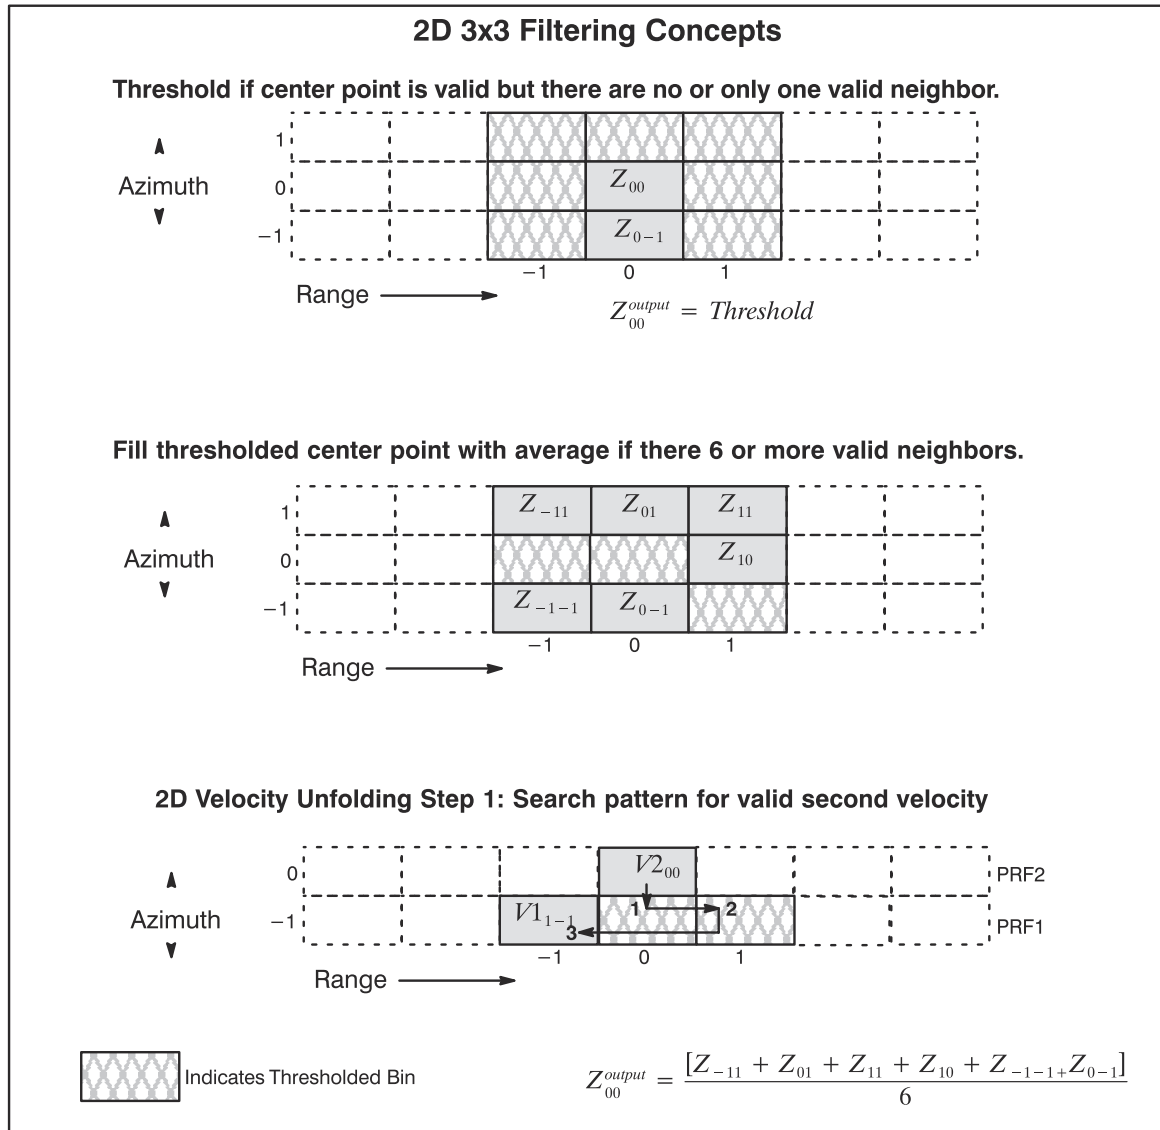 2D 3x3 Filtering Concepts
Threshold if center point is valid but there are no or only one valid neighbor.
1
Azimuth
0
Z00
−1
Z0−1
−1 0 1
Range
Z00^output = Threshold
Fill thresholded center point with average if there 6 or more valid neighbors.
1
Z−11 Z01 Z11
Azimuth
0
Z10
−1
Z−1−1 Z0−1
−1 0 1
Range
2D Velocity Unfolding Step 1: Search pattern for valid second velocity
0
V200
PRF2
Azimuth
−1
V11−1
1 2
3
PRF1
−1 0 1
Range
Indicates Thresholded Bin
Z00^output = [Z−11 + Z01 + Z11 + Z10 + Z−1−1+Z0−1] / 6